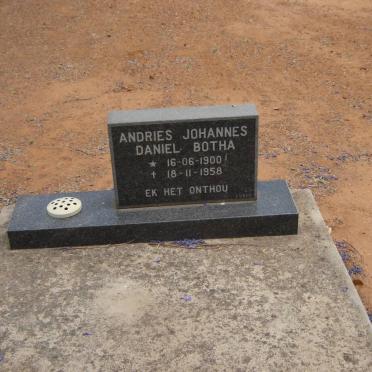 ANDRIES JOHANNES
DANIEL BOTHA
* 16-06-1900
† 18-11-1958
EK HET ONTHOU